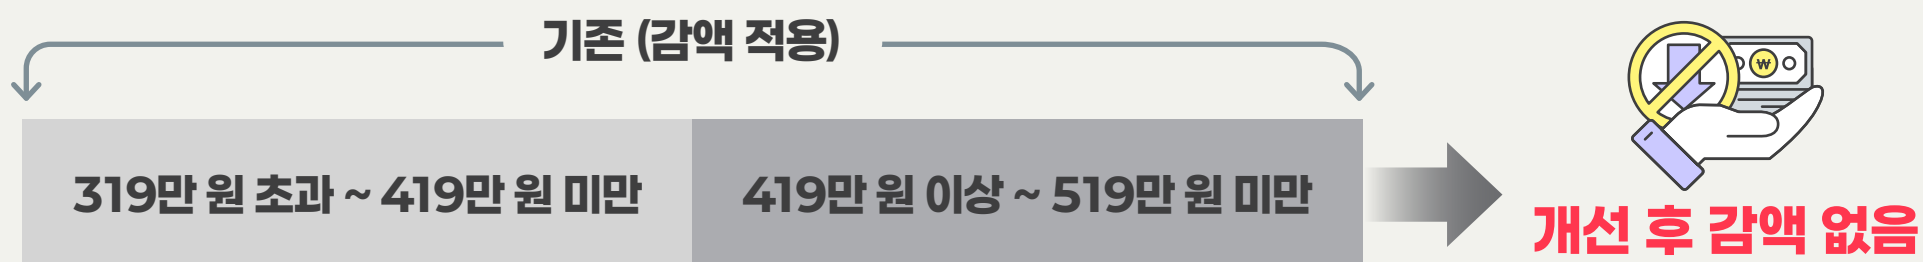 기존 (감액 적용)
319만 원 초과 ~ 419만 원 미만
419만 원 이상 ~ 519만 원 미만
₩
개선 후 감액 없음